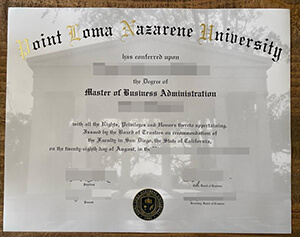 Point Loma Nazarene University
has conferred upon
the Degree of
Master of Business Administration
with all the Rights, Privileges and Honors thereto appertaining.
Issued by the Board of Trustees on recommendation of
the Faculty in San Diego, the State of California,
on the twenty-eighth day of August, in the